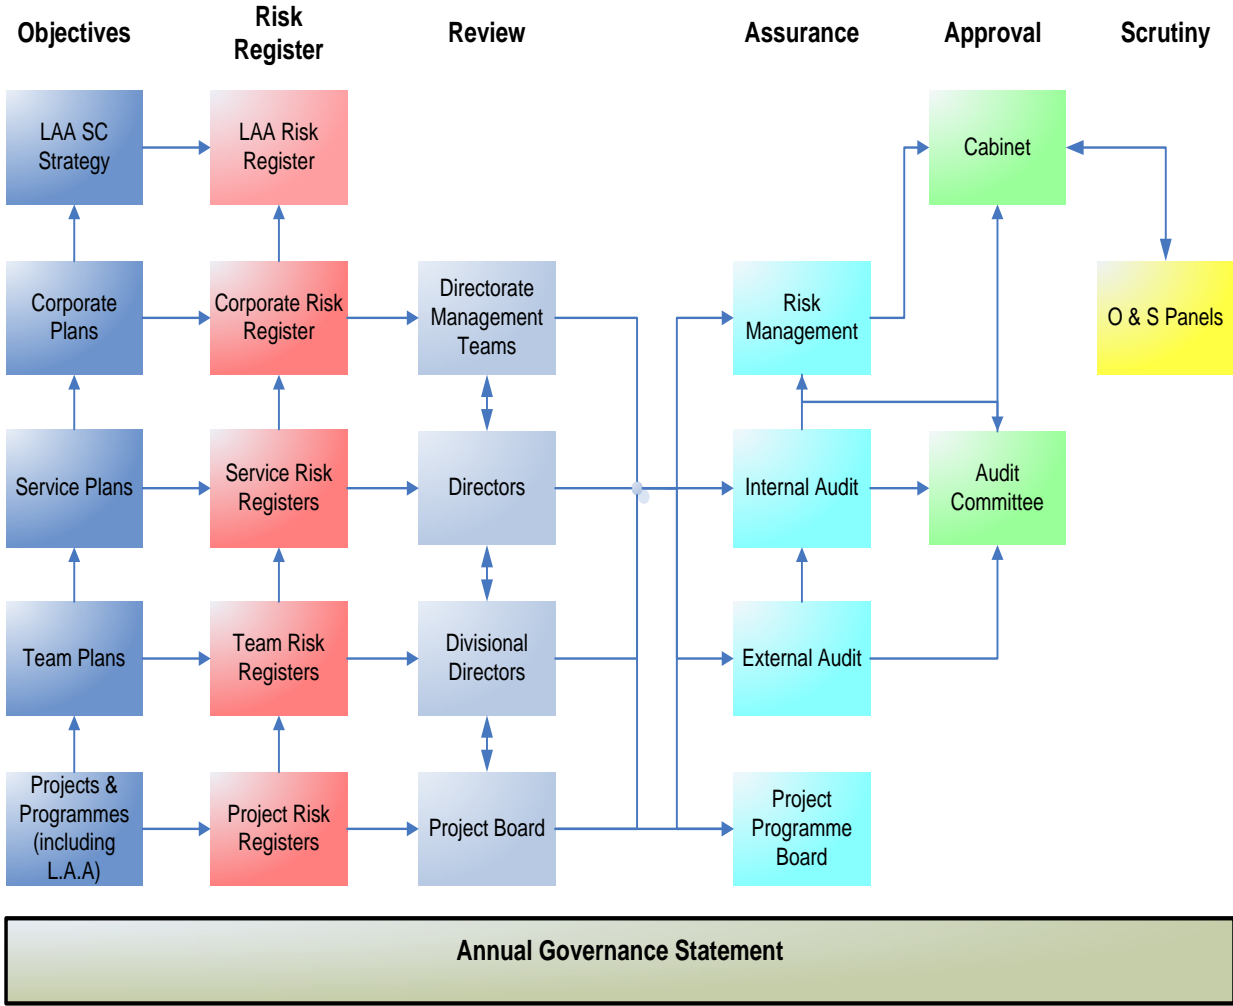 Objectives
Risk
Register
Review
Assurance
Approval
Scrutiny
LAA SC
Strategy
LAA Risk
Register
Cabinet
Corporate
Plans
Corporate Risk
Register
Directorate
Management
Teams
Risk
Management
O & S Panels
Service Plans
Service Risk
Registers
Directors
Internal Audit
Audit
Committee
Team Plans
Team Risk
Registers
Divisional
Directors
External Audit
Projects &
Programmes
(including
L.A.A)
Project Risk
Registers
Project Board
Project
Programme
Board
Annual Governance Statement